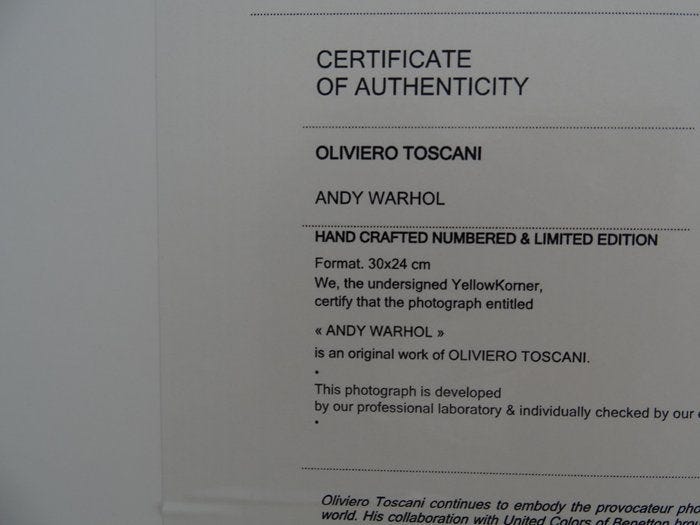 CERTIFICATE
OF AUTHENTICITY
OLIVIERO TOSCANI
ANDY WARHOL
HAND CRAFTED NUMBERED & LIMITED EDITION
Format. 30x24 cm
We, the undersigned YellowKorner,
certify that the photograph entitled
« ANDY WARHOL »
is an original work of OLIVIERO TOSCANI.
•
This photograph is developed
by our professional laboratory & individually checked by our
•
Oliviero Toscani continues to embody the provocateur
world. His collaboration with United Colors of Benetton